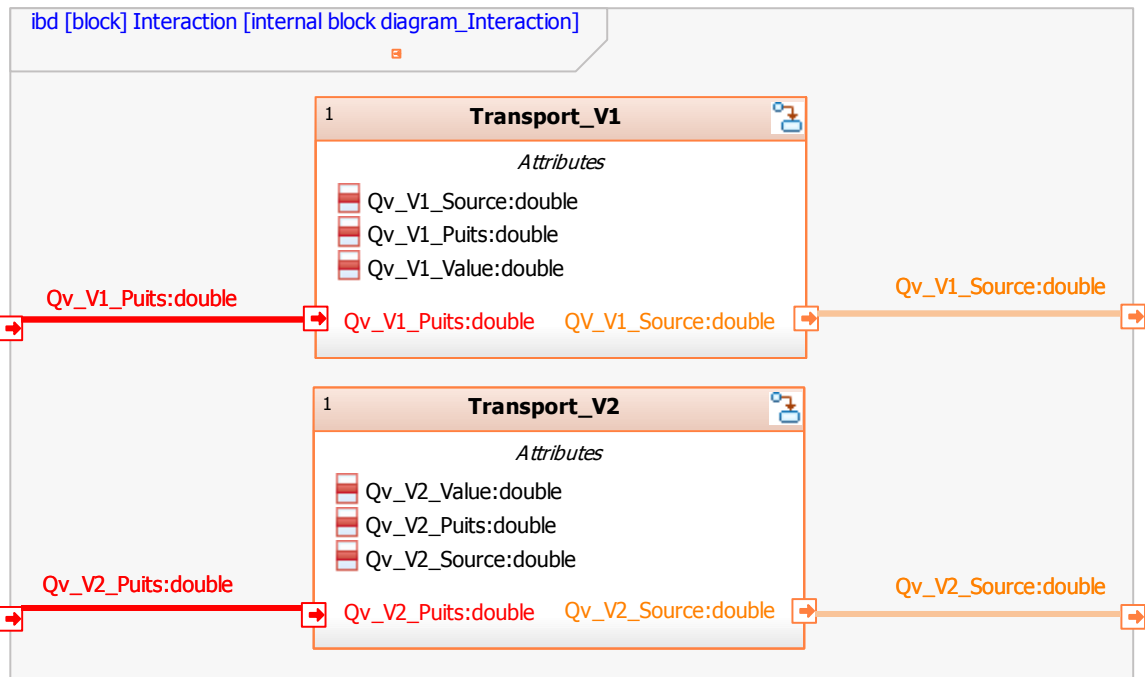 ibd [block] Interaction [internal block diagram_Interaction]
1 Transport_V1
Attributes
Qv_V1_Source:double
Qv_V1_Puits:double
Qv_V1_Value:double
Qv_V1_Puits:double
Qv_V1_Puits:double QV_V1_Source:double
Qv_V1_Source:double
1 Transport_V2
Attributes
Qv_V2_Value:double
Qv_V2_Puits:double
Qv_V2_Source:double
Qv_V2_Puits:double
Qv_V2_Puits:double Qv_V2_Source:double
Qv_V2_Source:double